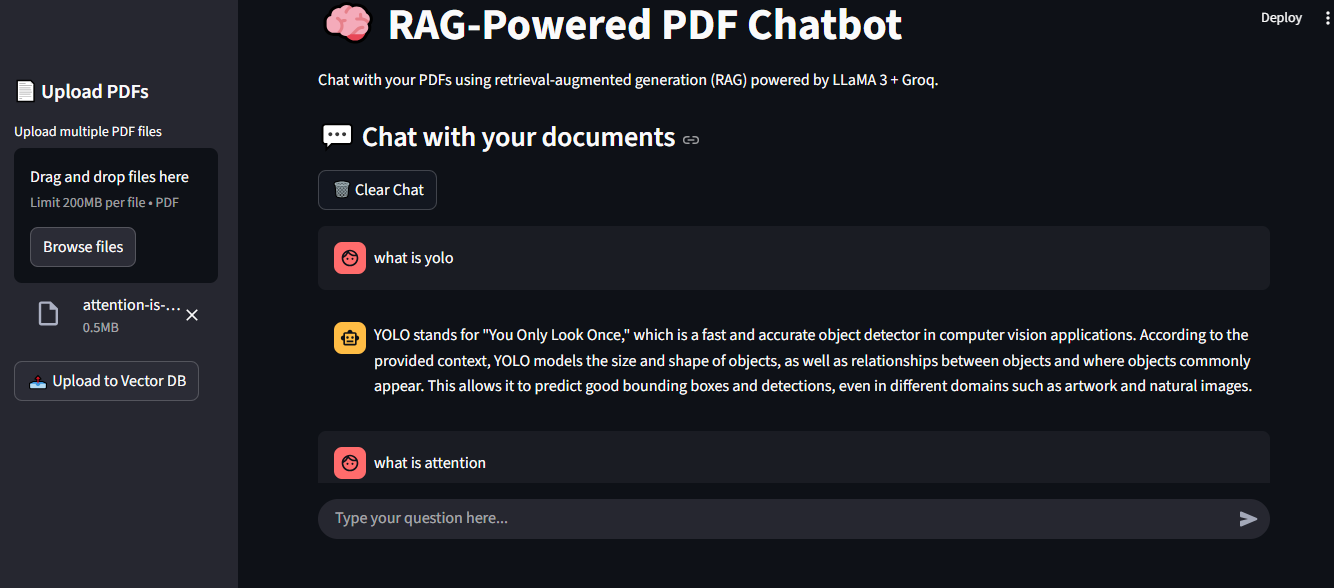 Deploy
RAG-Powered PDF Chatbot
Chat with your PDFs using retrieval-augmented generation (RAG) powered by LLaMA 3 + Groq.
Upload PDFs
Upload multiple PDF files
Drag and drop files here
Limit 200MB per file • PDF
Browse files
attention-is-...
0.5MB
Upload to Vector DB
Chat with your documents
Clear Chat
what is yolo
YOLO stands for "You Only Look Once," which is a fast and accurate object detector in computer vision applications. According to the
provided context, YOLO models the size and shape of objects, as well as relationships between objects and where objects commonly
appear. This allows it to predict good bounding boxes and detections, even in different domains such as artwork and natural images.
what is attention
Type your question here...